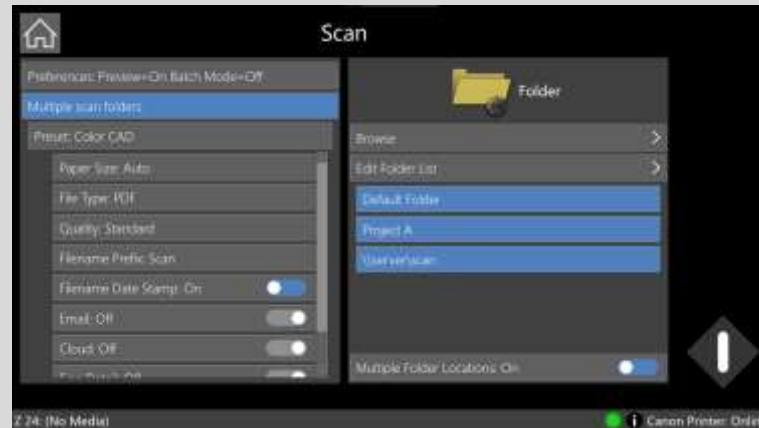 Scan
Preferences: Preview=On Batch Mode=Off
Multiple scan folders
Preset: Color CAD
Paper Size: Auto
File Type: PDF
Quality: Standard
Filename Prefix: Scan
Filename Date Stamp: On
Email: Off
Cloud: Off
Folder
Browse
Edit Folder List
Default Folder
Project A
\\server\scan
Multiple Folder Locations: On
Z 24: (No Media)
Canon Printer: Onlin